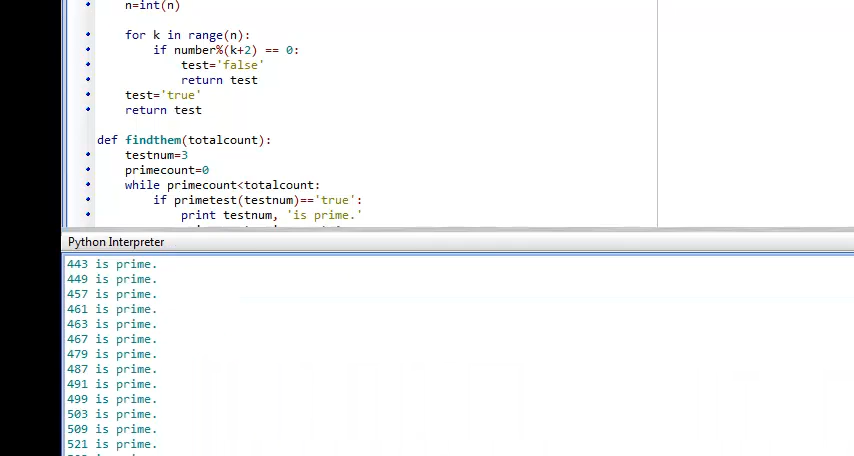 n=int(n)
for k in range(n):
if number%(k+2) == 0:
test='false'
return test
test='true'
return test
def findthem(totalcount):
testnum=3
primecount=0
while primecount<totalcount:
if primetest(testnum)=='true':
print testnum, 'is prime.'
Python Interpreter
443 is prime.
449 is prime.
457 is prime.
461 is prime.
463 is prime.
467 is prime.
479 is prime.
487 is prime.
491 is prime.
499 is prime.
503 is prime.
509 is prime.
521 is prime.